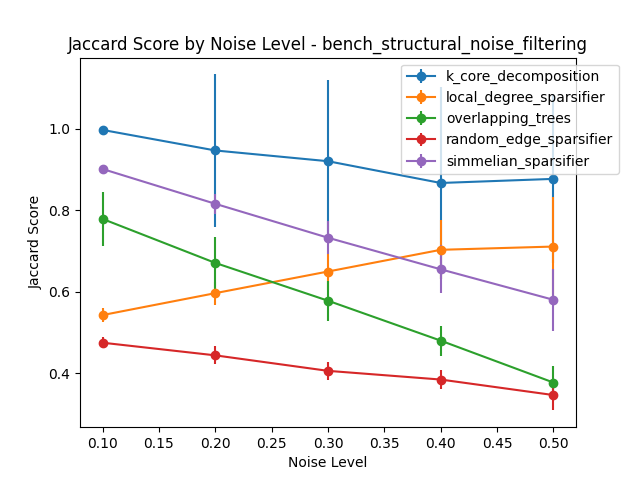 Jaccard Score by Noise Level - bench_structural_noise_filtering
k_core_decomposition
local_degree_sparsifier
overlapping_trees
random_edge_sparsifier
simmelian_sparsifier
Jaccard Score
1.0
0.8
0.6
0.4
0.10
0.15
0.20
0.25
0.30
0.35
0.40
0.45
0.50
Noise Level